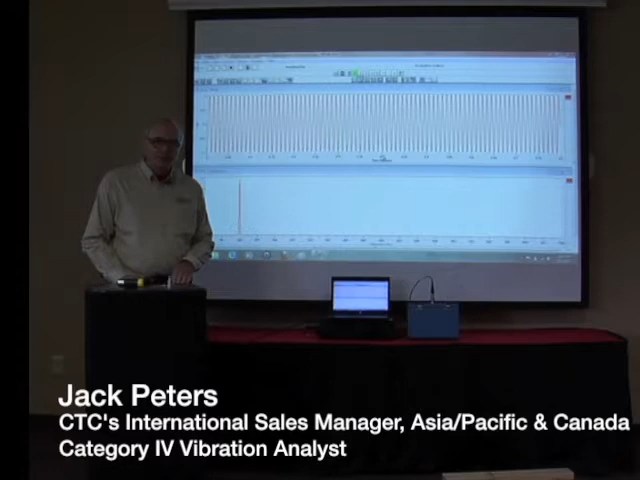 Jack Peters
CTC's International Sales Manager, Asia/Pacific & Canada
Category IV Vibration Analyst